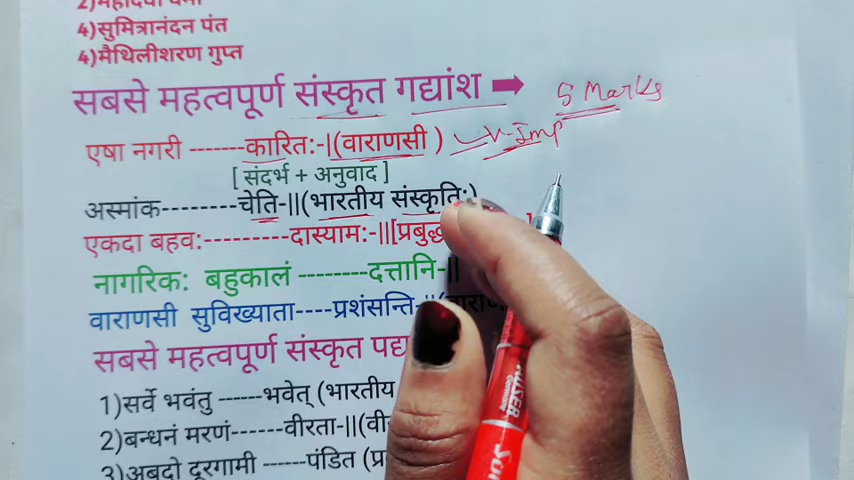 4)सुमित्रानंदन पंत
4)मैथिलीशरण गुप्त
सबसे महत्वपूर्ण संस्कृत गद्यांश ➡ 5 Marks
एषा नगरी -------कारित:-|(वाराणसी ) V-Imp
[ संदर्भ + अनुवाद ]
अस्मांक--------चेति-||(भारतीय संस्कृति:)
एकदा बहव:---------दास्याम:-||[प्रबुद्ध
नागरिक: बहुकालं --------दत्तानि-||
वाराणसी सुविख्याता----प्रशंसन्ति-||
सबसे महत्वपूर्ण संस्कृत पद्य
1)सर्वे भवंतु ------भवेत् (भारतीय
2)बन्धनं मरणं------वीरता-||(वी
3)अबदो दूरगामी ------पंडित (प्र